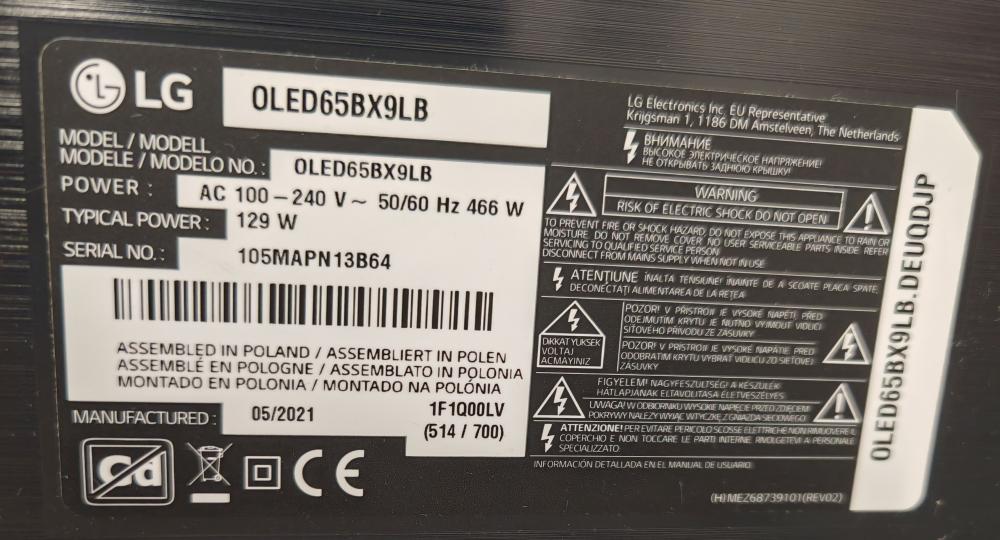 LG
OLED65BX9LB
MODEL / MODELL
MODELE / MODELO NO. :
OLED65BX9LB
POWER :
AC 100 – 240 V ~ 50/60 Hz 466 W
TYPICAL POWER :
129 W
SERIAL NO. :
105MAPN13B64
ASSEMBLED IN POLAND / ASSEMBLIERT IN POLEN
ASSEMBLÉ EN POLOGNE / ASSEMBLATO IN POLONIA
MONTADO EN POLONIA / MONTADO NA POLÓNIA
MANUFACTURED :
05/2021
1F1Q00LV
(514 / 700)
Cd
CE
LG Electronics Inc. EU Representative
Krijgsman 1, 1186 DM Amstelveen, The Netherlands
ВНИМАНИЕ
ВЫСОКОЕ ЭЛЕКТРИЧЕСКОЕ НАПРЯЖЕНИЕ!
НЕ ОТКРЫВАТЬ ЗАДНЮЮ КРЫШКУ!
WARNING
RISK OF ELECTRIC SHOCK DO NOT OPEN
TO PREVENT FIRE OR SHOCK HAZARD, DO NOT EXPOSE THIS APPLIANCE TO RAIN OR
MOISTURE. DO NOT REMOVE COVER. NO USER SERVICEABLE PARTS INSIDE. REFER
SERVICING TO QUALIFIED SERVICE PERSON.
DISCONNECT FROM MAINS SUPPLY WHEN NOT IN USE.
ATENȚIUNE ÎNALTA TENSIUNE! ÎNAINTE DE A SCOATE PLACA SPATE,
DECONECTAȚI ALIMENTAREA DE LA REȚEA
DIKKAT YUKSEK
VOLTAJ
ACMAYINIZ
POZOR! V PŘÍSTROJI JE VYSOKÉ NAPĚTÍ, PŘED
ODEJMUTÍM KRYTU JE NUTNO VYJMOUT VIDLICI
SÍŤOVÉHO PŘÍVODU ZE ZÁSUVKY.
POZOR! V PRÍSTROJI JE VYSOKÉ NAPÄTIE, PRED
ODOBRATÍM KRYTU VYBRAŤ VIDLICU ZO SIEŤOVEJ
ZÁSUVKY
FIGYELEM! NAGYFESZÜLTSÉG! A KÉSZÜLÉK
HÁTLAPJÁNAK ELTÁVOLÍTÁSA ÉLETVESZÉLYES.
UWAGA! W ODBIORNIKU WYSOKIE NAPIĘCIE PRZED ZDJĘCIEM
POKRYWY NALEŻY WYJĄĆ WTYCZKĘ Z GNIAZDA SIECIOWEGO
ATTENZIONE! PER EVITARE PERICOLO SCOSSE ELETTRICHE NON RIMUOVERE IL
COPERCHIO E NON TOCCARE LE PARTI INTERNE. RIVOLGETEVI A PERSONALE
SPECIALIZZATO.
INFORMACIÓN DETALLADA EN EL MANUAL DE USUARIO.
(H)MEZ68739101(REV02)
OLED65BX9LB.DEUQDJP